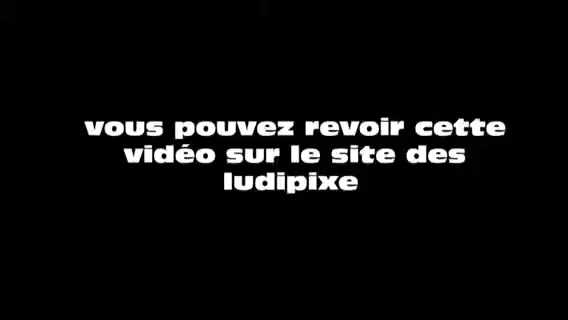 vous pouvez revoir cette
vidéo sur le site des
ludipixe